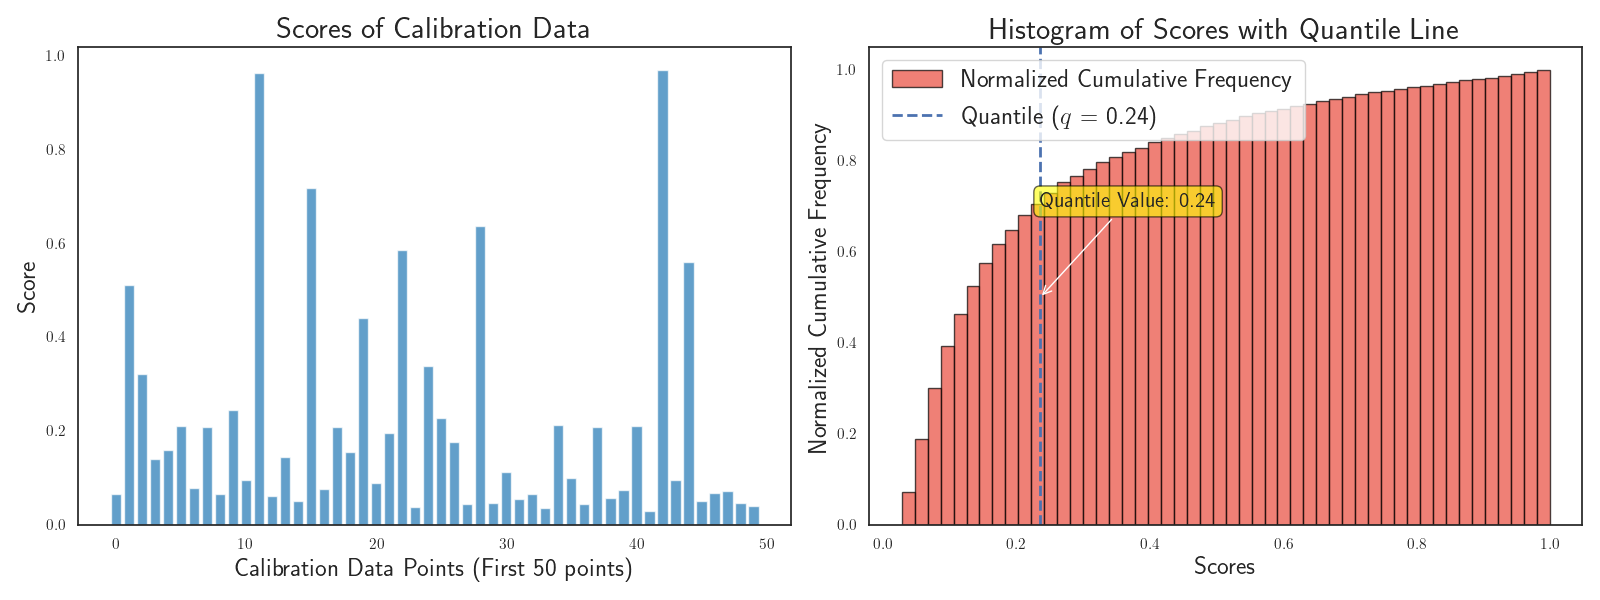 Scores of Calibration Data
1.0
0.8
0.6
0.4
0.2
0.0
Score
0 10 20 30 40 50
Calibration Data Points (First 50 points)
Histogram of Scores with Quantile Line
Normalized Cumulative Frequency
Quantile (q = 0.24)
Quantile Value: 0.24
1.0
0.8
0.6
0.4
0.2
0.0
Normalized Cumulative Frequency
0.0 0.2 0.4 0.6 0.8 1.0
Scores